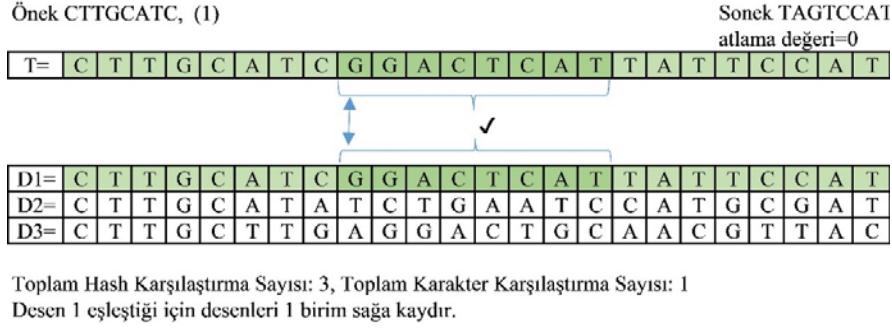 Önek CTTGCATC, (1) Sonek TAGTCCAT
atlama değeri=0
T= C T T G C A T C G G A C T C A T T A T T C C A T
✓
D1= C T T G C A T C G G A C T C A T T A T T C C A T
D2= C T T G C A T A T C T G A A T C C A T G C G A T
D3= C T T G C T T G A G G A C T G C A A C G T T A C
Toplam Hash Karşılaştırma Sayısı: 3, Toplam Karakter Karşılaştırma Sayısı: 1
Desen 1 eşleştiği için desenleri 1 birim sağa kaydır.